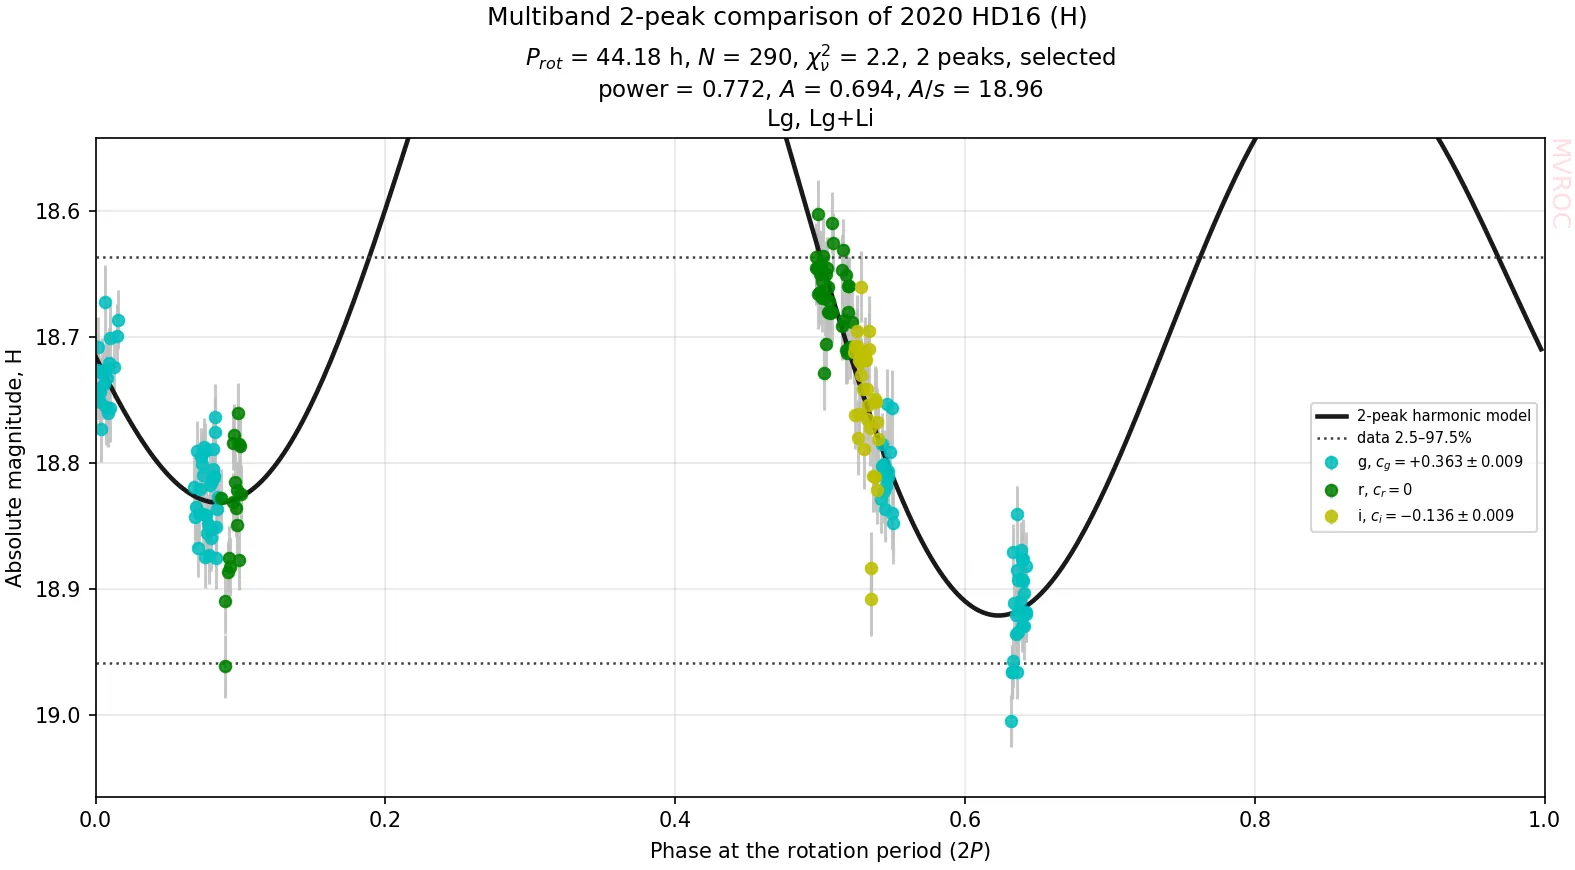 Multiband 2-peak comparison of 2020 HD16 (H)
P_rot = 44.18 h, N = 290, χ²_ν = 2.2, 2 peaks, selected
power = 0.772, A = 0.694, A/s = 18.96
Lg, Lg+Li
MVROC
Absolute magnitude, H
18.6
18.7
18.8
18.9
19.0
2-peak harmonic model
data 2.5–97.5%
g, c_g = +0.363 ± 0.009
r, c_r = 0
i, c_i = −0.136 ± 0.009
0.0 0.2 0.4 0.6 0.8 1.0
Phase at the rotation period (2P)